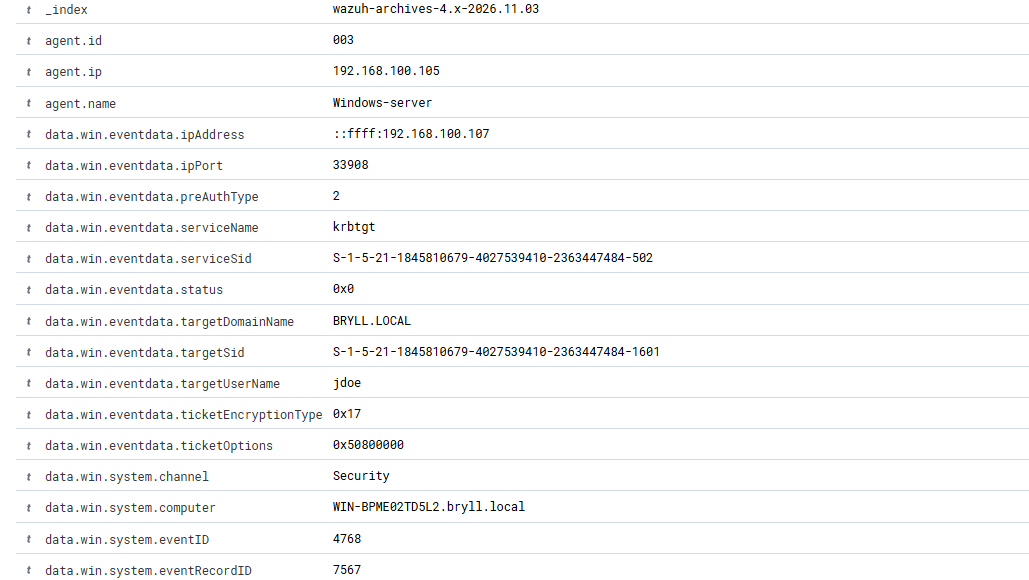 t _index wazuh-archives-4.x-2026.11.03
t agent.id 003
t agent.ip 192.168.100.105
t agent.name Windows-server
t data.win.eventdata.ipAddress ::ffff:192.168.100.107
t data.win.eventdata.ipPort 33908
t data.win.eventdata.preAuthType 2
t data.win.eventdata.serviceName krbtgt
t data.win.eventdata.serviceSid S-1-5-21-1845810679-4027539410-2363447484-502
t data.win.eventdata.status 0x0
t data.win.eventdata.targetDomainName BRYLL.LOCAL
t data.win.eventdata.targetSid S-1-5-21-1845810679-4027539410-2363447484-1601
t data.win.eventdata.targetUserName jdoe
t data.win.eventdata.ticketEncryptionType 0x17
t data.win.eventdata.ticketOptions 0x50800000
t data.win.system.channel Security
t data.win.system.computer WIN-BPME02TD5L2.bryll.local
t data.win.system.eventID 4768
t data.win.system.eventRecordID 7567